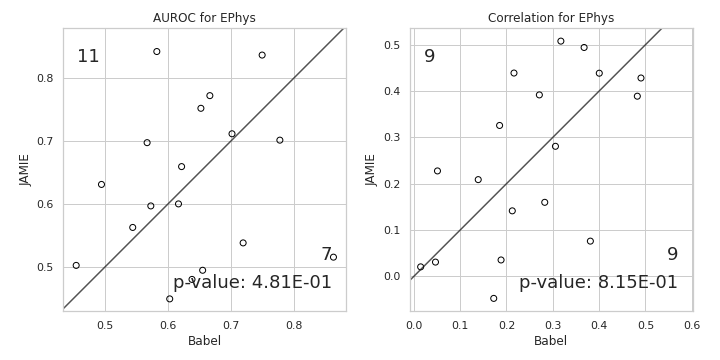 AUROC for EPhys
11
0.8
0.7
0.6
0.5
JAMIE
7
p-value: 4.81E-01
0.5 0.6 0.7 0.8
Babel
Correlation for EPhys
9
0.5
0.4
0.3
0.2
0.1
0.0
JAMIE
9
p-value: 8.15E-01
0.0 0.1 0.2 0.3 0.4 0.5 0.6
Babel